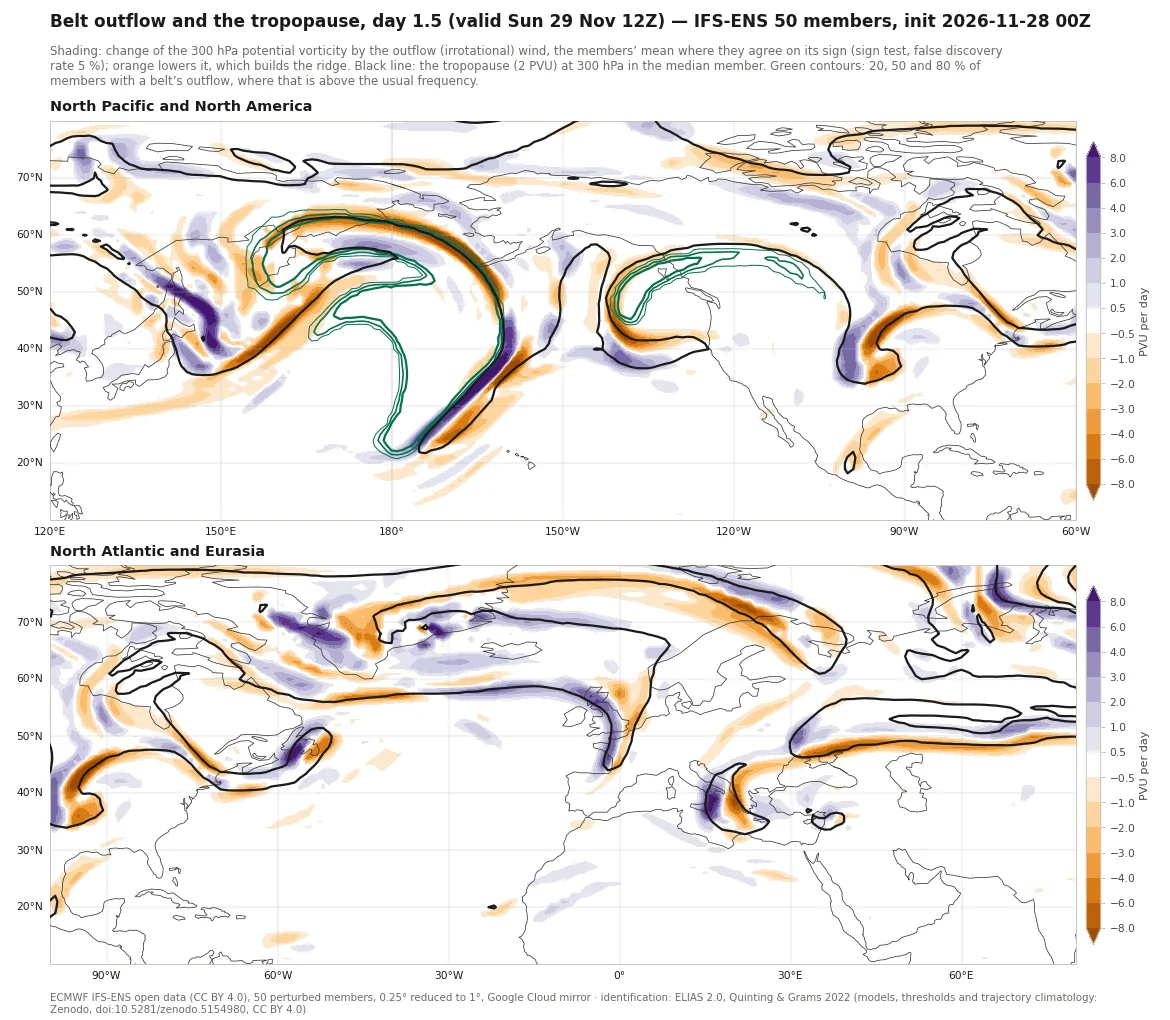 Belt outflow and the tropopause, day 1.5 (valid Sun 29 Nov 12Z) — IFS-ENS 50 members, init 2026-11-28 00Z
Shading: change of the 300 hPa potential vorticity by the outflow (irrotational) wind, the members’ mean where they agree on its sign (sign test, false discovery
rate 5 %); orange lowers it, which builds the ridge. Black line: the tropopause (2 PVU) at 300 hPa in the median member. Green contours: 20, 50 and 80 % of
members with a belt’s outflow, where that is above the usual frequency.
North Pacific and North America
70°N
60°N
50°N
40°N
30°N
20°N
120°E
150°E
180°
150°W
120°W
90°W
60°W
8.0
6.0
4.0
3.0
2.0
1.0
0.5
−0.5
−1.0
−2.0
−3.0
−4.0
−6.0
−8.0
PVU per day
North Atlantic and Eurasia
70°N
60°N
50°N
40°N
30°N
20°N
90°W
60°W
30°W
0°
30°E
60°E
8.0
6.0
4.0
3.0
2.0
1.0
0.5
−0.5
−1.0
−2.0
−3.0
−4.0
−6.0
−8.0
PVU per day
ECMWF IFS-ENS open data (CC BY 4.0), 50 perturbed members, 0.25° reduced to 1°, Google Cloud mirror · identification: ELIAS 2.0, Quinting & Grams 2022 (models, thresholds and trajectory climatology:
Zenodo, doi:10.5281/zenodo.5154980, CC BY 4.0)